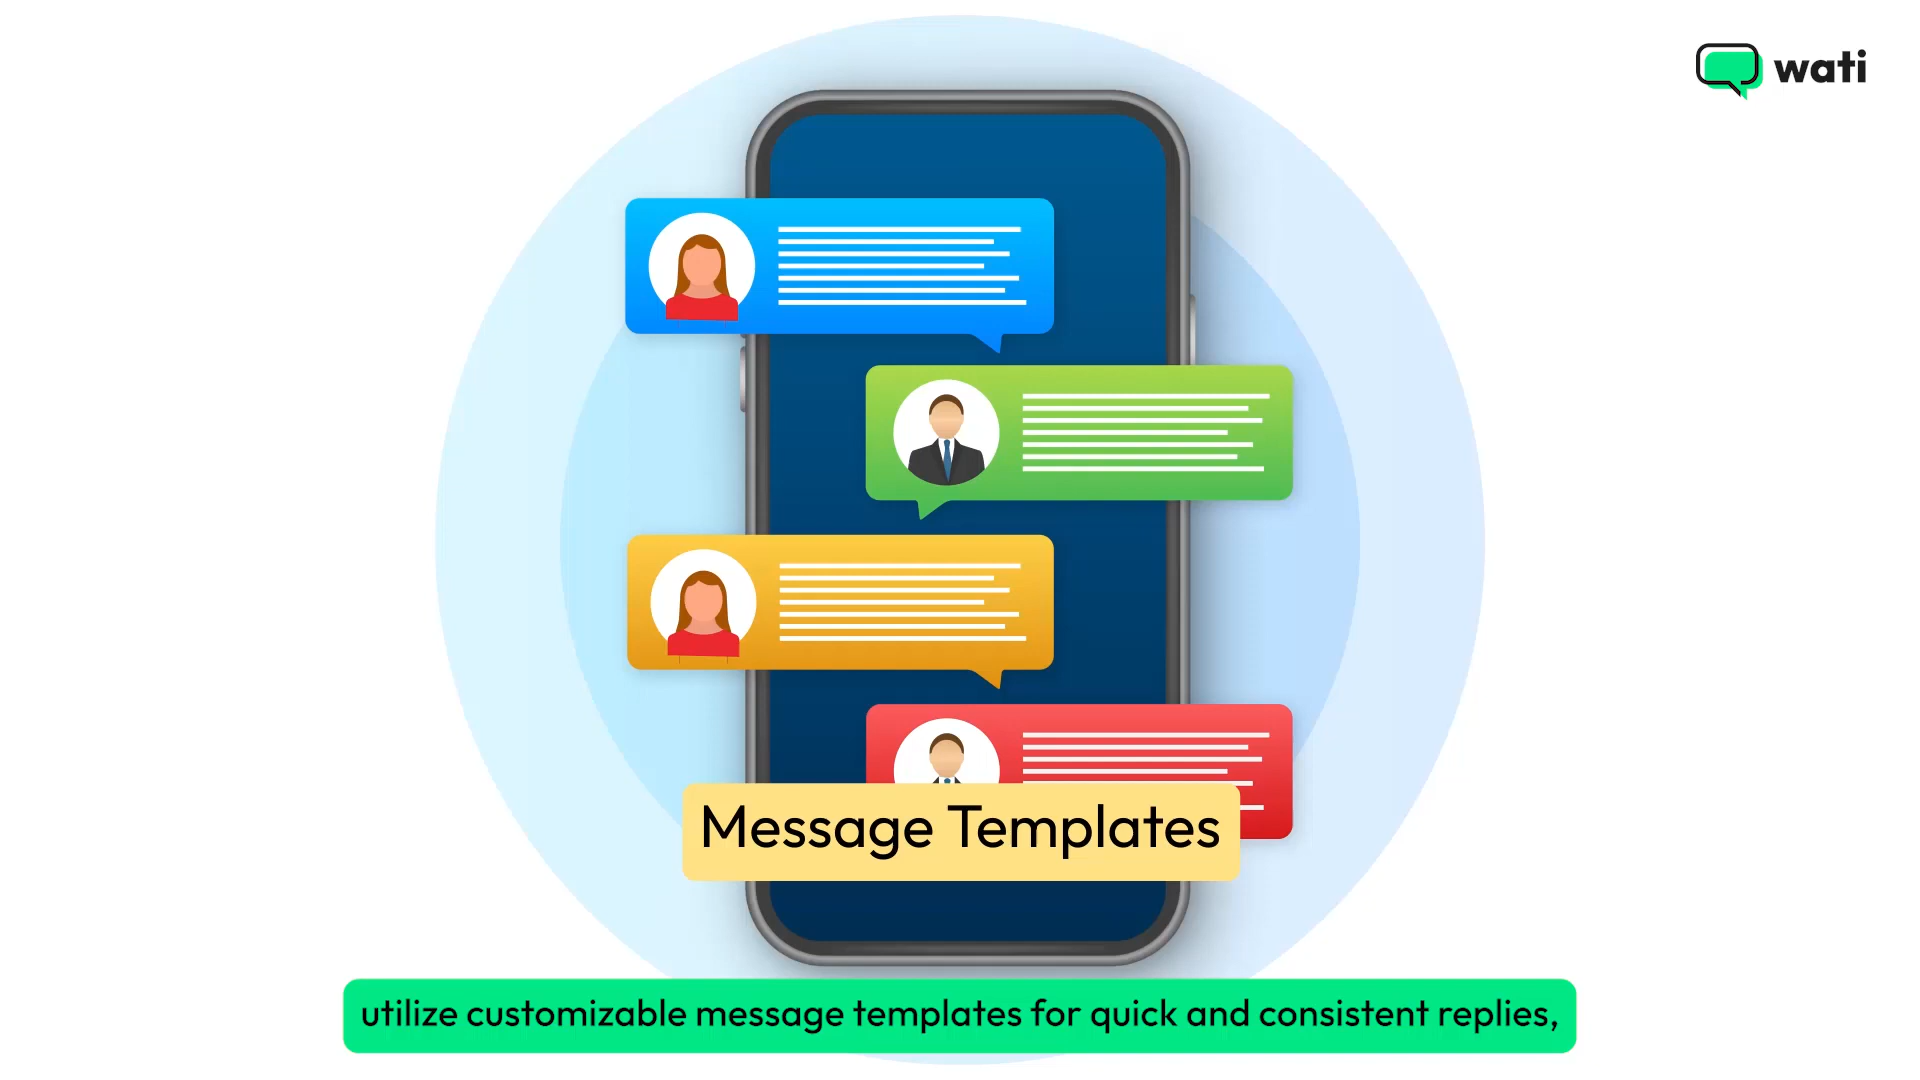 wati
Message Templates
utilize customizable message templates for quick and consistent replies,